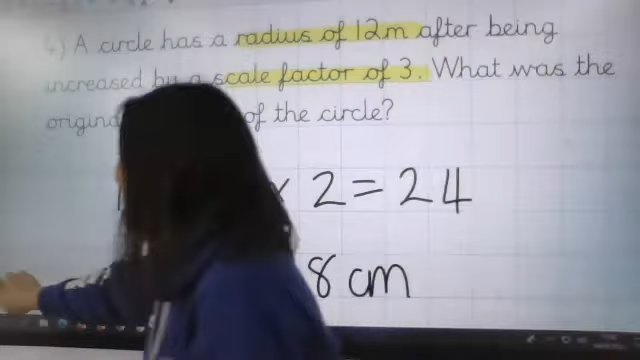 A circle has a radius of 12m after being
increased by a scale factor of 3. What was the
of the circle?
2 = 24
8 cm